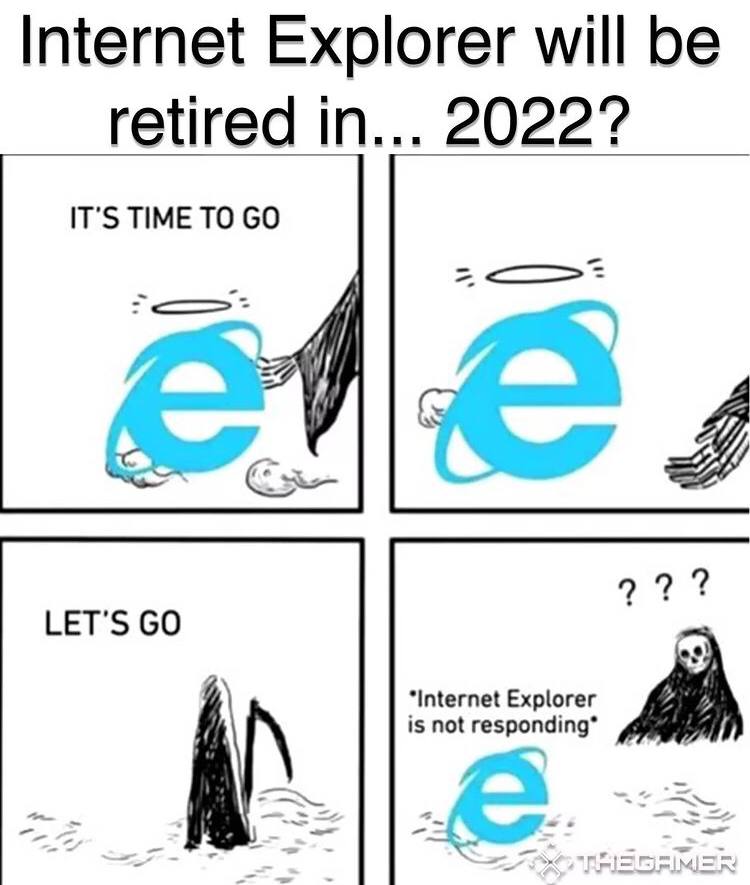 Internet Explorer will be
retired in... 2022?
IT'S TIME TO GO
LET'S GO
? ? ?
*Internet Explorer
is not responding*
THEGAMER